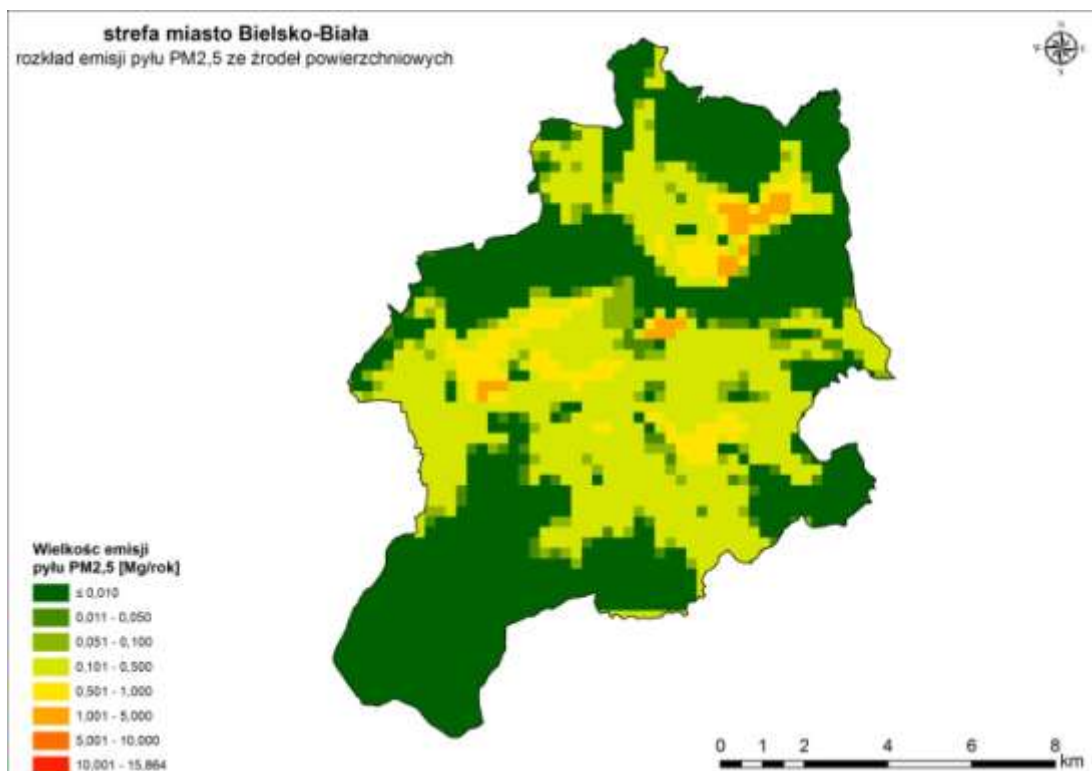 strefa miasto Bielsko-Biała
rozkład emisji pyłu PM2,5 ze źrodeł powierzchniowych
N
W E
S
Wielkośc emisji
pyłu PM2,5 [Mg/rok]
≤ 0,010
0,011 - 0,050
0,051 - 0,100
0,101 - 0,500
0,501 - 1,000
1,001 - 5,000
5,001 - 10,000
10,001 - 15,864
0 1 2 4 6 8
km